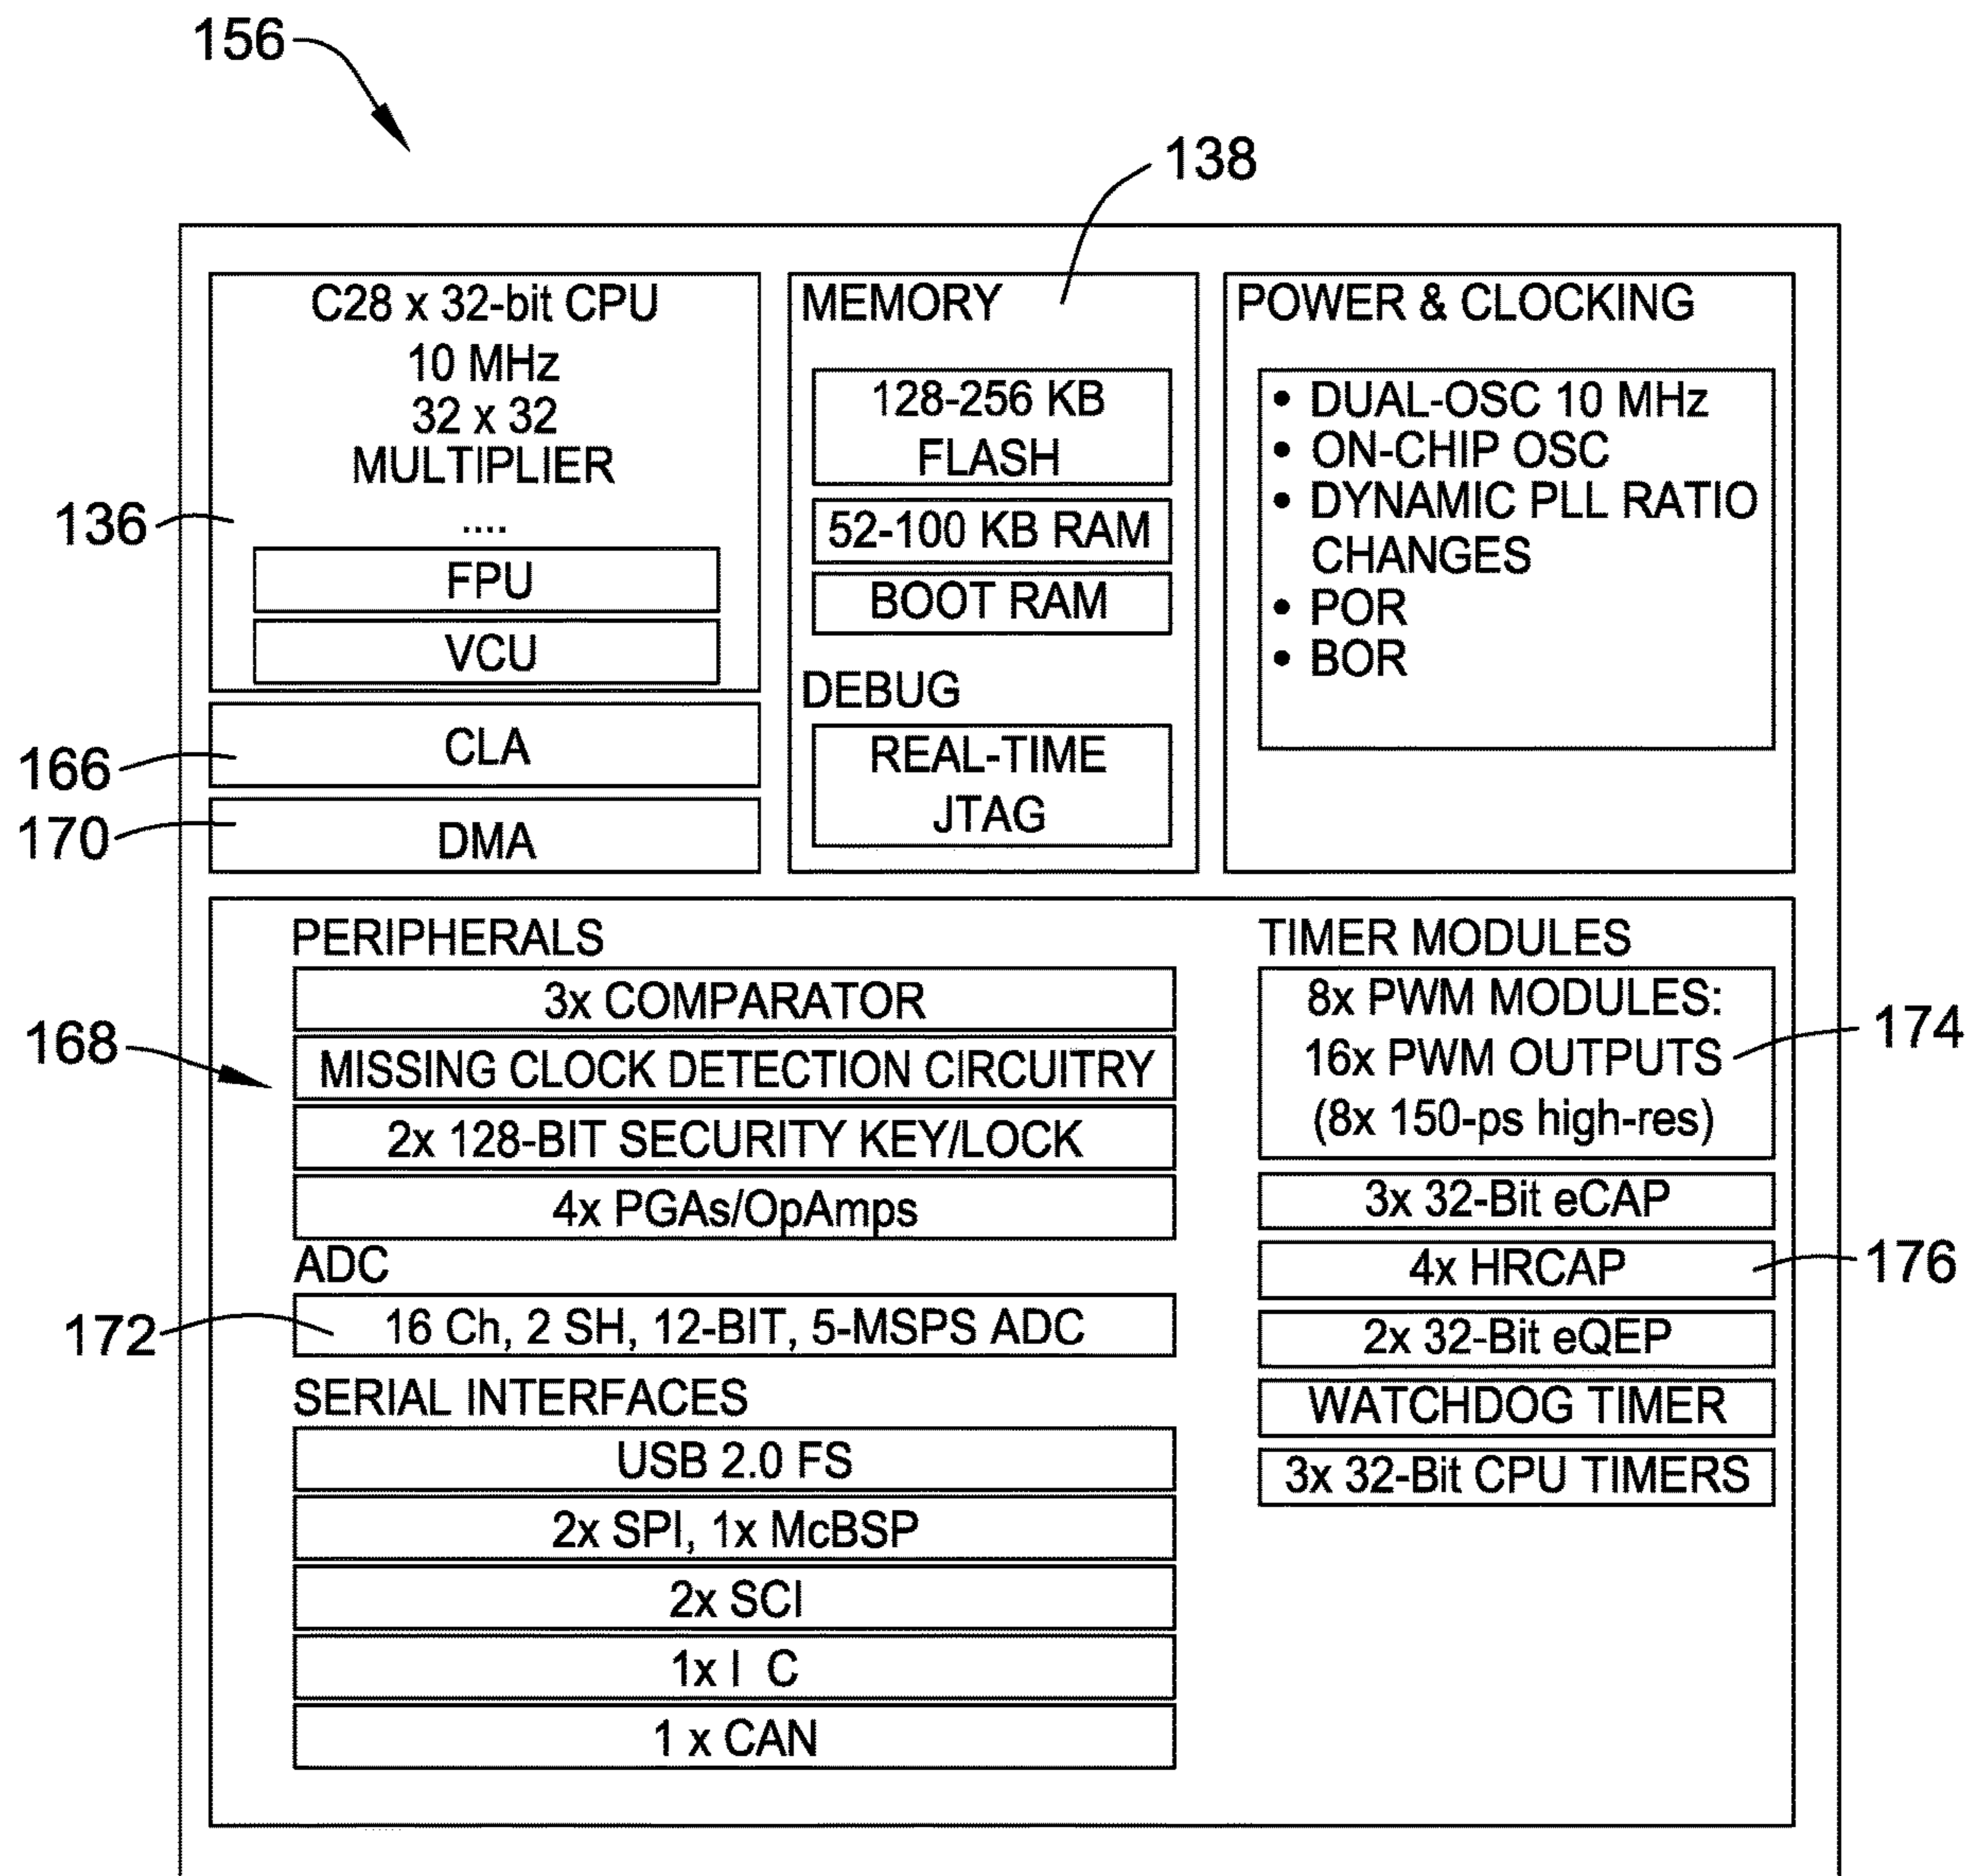 156
138
C28 x 32-bit CPU
10 MHz
32 x 32
MULTIPLIER
....
136
FPU
VCU
166
CLA
170
DMA
MEMORY
128-256 KB
FLASH
52-100 KB RAM
BOOT RAM
DEBUG
REAL-TIME
JTAG
POWER & CLOCKING
• DUAL-OSC 10 MHz
• ON-CHIP OSC
• DYNAMIC PLL RATIO
CHANGES
• POR
• BOR
PERIPHERALS
3x COMPARATOR
168
MISSING CLOCK DETECTION CIRCUITRY
2x 128-BIT SECURITY KEY/LOCK
4x PGAs/OpAmps
ADC
172
16 Ch, 2 SH, 12-BIT, 5-MSPS ADC
SERIAL INTERFACES
USB 2.0 FS
2x SPI, 1x McBSP
2x SCI
1x I C
1 x CAN
TIMER MODULES
8x PWM MODULES:
16x PWM OUTPUTS
(8x 150-ps high-res)
174
3x 32-Bit eCAP
4x HRCAP
176
2x 32-Bit eQEP
WATCHDOG TIMER
3x 32-Bit CPU TIMERS